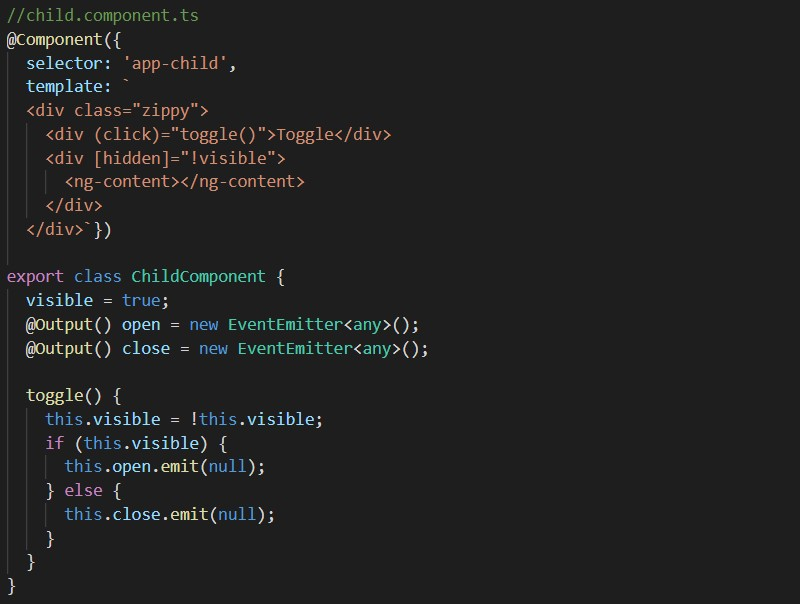 //child.component.ts
@Component({
  selector: 'app-child',
  template: `
  <div class="zippy">
    <div (click)="toggle()">Toggle</div>
    <div [hidden]="!visible">
      <ng-content></ng-content>
    </div>
  </div>`})

export class ChildComponent {
  visible = true;
  @Output() open = new EventEmitter<any>();
  @Output() close = new EventEmitter<any>();

  toggle() {
    this.visible = !this.visible;
    if (this.visible) {
      this.open.emit(null);
    } else {
      this.close.emit(null);
    }
  }
}